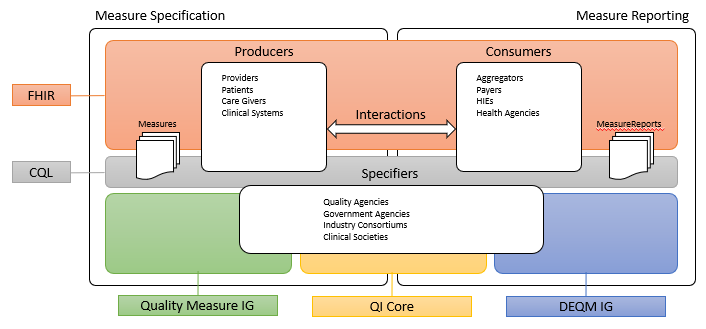 Measure Specification
Measure Reporting
Producers
Consumers
Providers
Patients
Care Givers
Clinical Systems
Aggregators
Payers
HIEs
Health Agencies
FHIR
Interactions
Measures
MeasureReports
CQL
Specifiers
Quality Agencies
Government Agencies
Industry Consortiums
Clinical Societies
Quality Measure IG
QI Core
DEQM IG